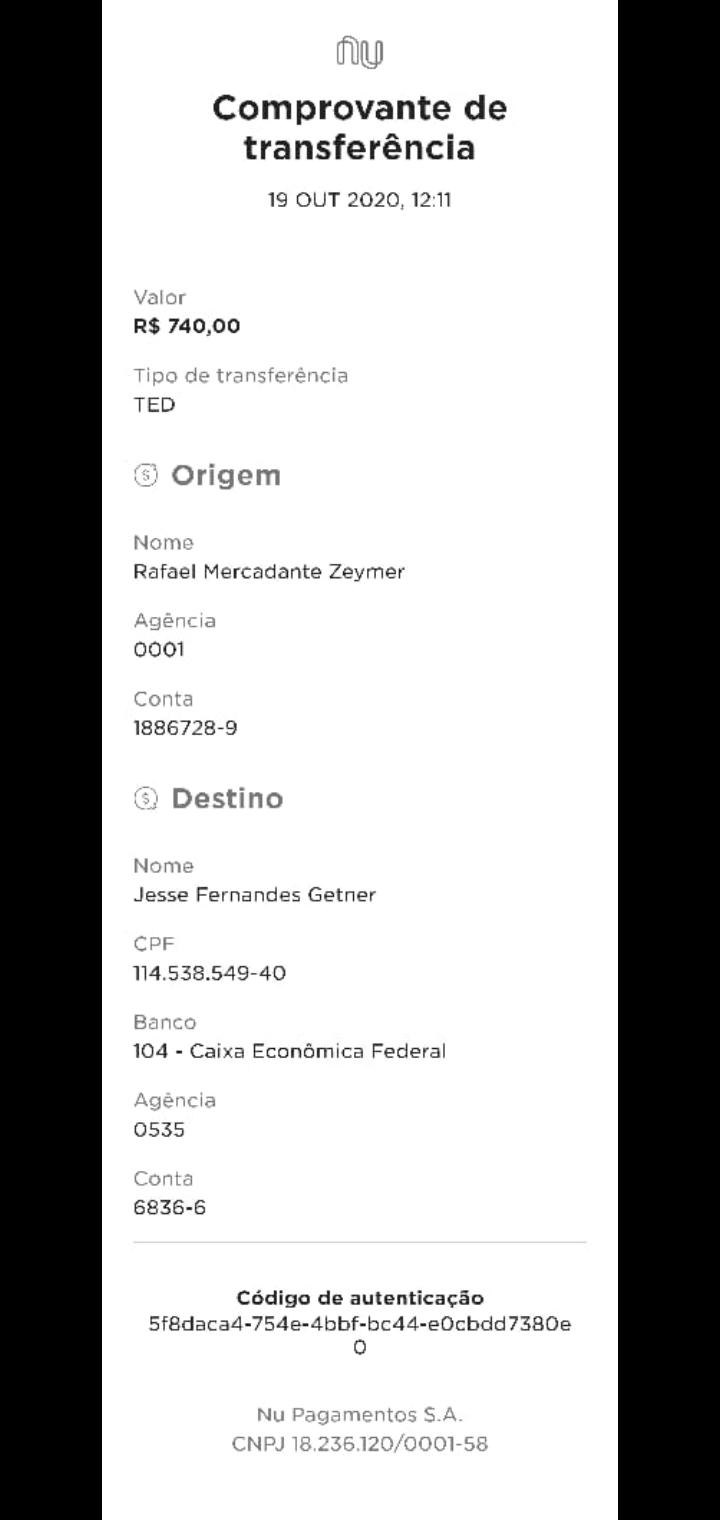 nu
Comprovante de
transferência
19 OUT 2020, 12:11
Valor
R$ 740,00
Tipo de transferência
TED
Origem
Nome
Rafael Mercadante Zeymer
Agência
0001
Conta
1886728-9
Destino
Nome
Jesse Fernandes Getner
CPF
114.538.549-40
Banco
104 - Caixa Econômica Federal
Agência
0535
Conta
6836-6
Código de autenticação
5f8daca4-754e-4bbf-bc44-e0cbdd7380e
0
Nu Pagamentos S.A.
CNPJ 18.236.120/0001-58